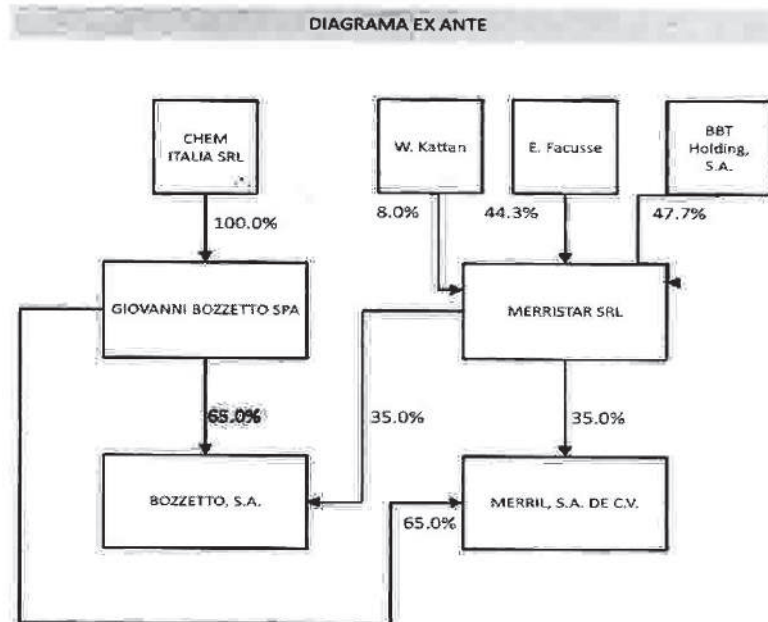 DIAGRAMA EX ANTE
CHEM
ITALIA SRL
W. Kattan
E. Facusse
BBT
Holding,
S.A.
100.0%
8.0%
44.3%
47.7%
GIOVANNI BOZZETTO SPA
MERRISTAR SRL
65.0%
35.0%
35.0%
BOZZETTO, S.A.
MERRIL, S.A. DE C.V.
65.0%